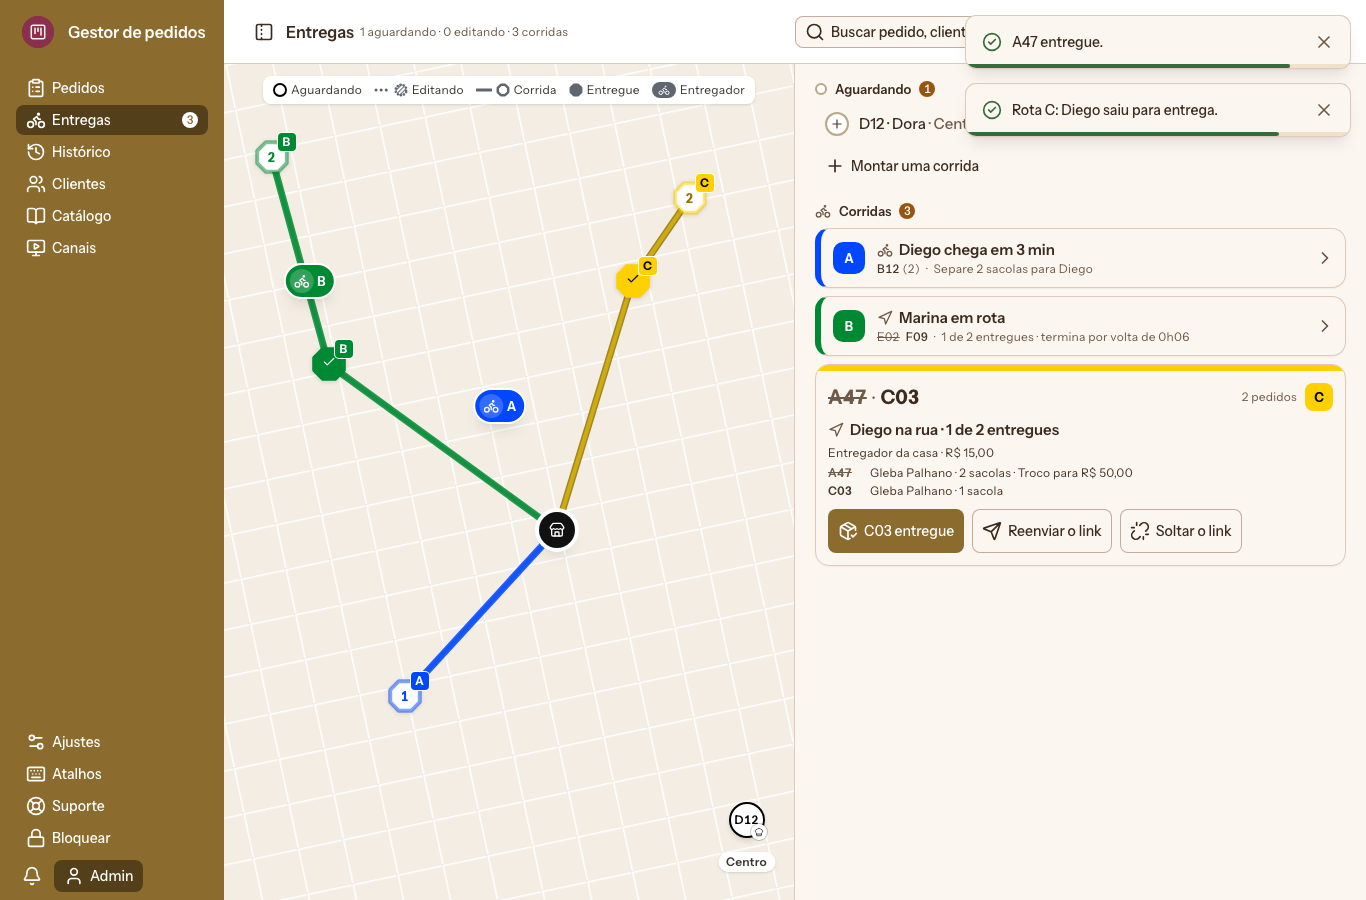 Gestor de pedidos
Pedidos
Entregas 3
Histórico
Clientes
Catálogo
Canais
Ajustes
Atalhos
Suporte
Bloquear
Admin
Entregas 1 aguardando · 0 editando · 3 corridas
Buscar pedido, client
A47 entregue.
Rota C: Diego saiu para entrega.
Aguardando Editando Corrida Entregue Entregador
2 B
C
2
C
B
B
A
A
1
D12
Centro
Aguardando 1
D12 · Dora · Cent
Montar uma corrida
Corridas 3
A Diego chega em 3 min
B12 (2) · Separe 2 sacolas para Diego
B Marina em rota
E02 F09 · 1 de 2 entregues · termina por volta de 0h06
A47 · C03 2 pedidos C
Diego na rua · 1 de 2 entregues
Entregador da casa · R$ 15,00
A47 Gleba Palhano · 2 sacolas · Troco para R$ 50,00
C03 Gleba Palhano · 1 sacola
C03 entregue Reenviar o link Soltar o link